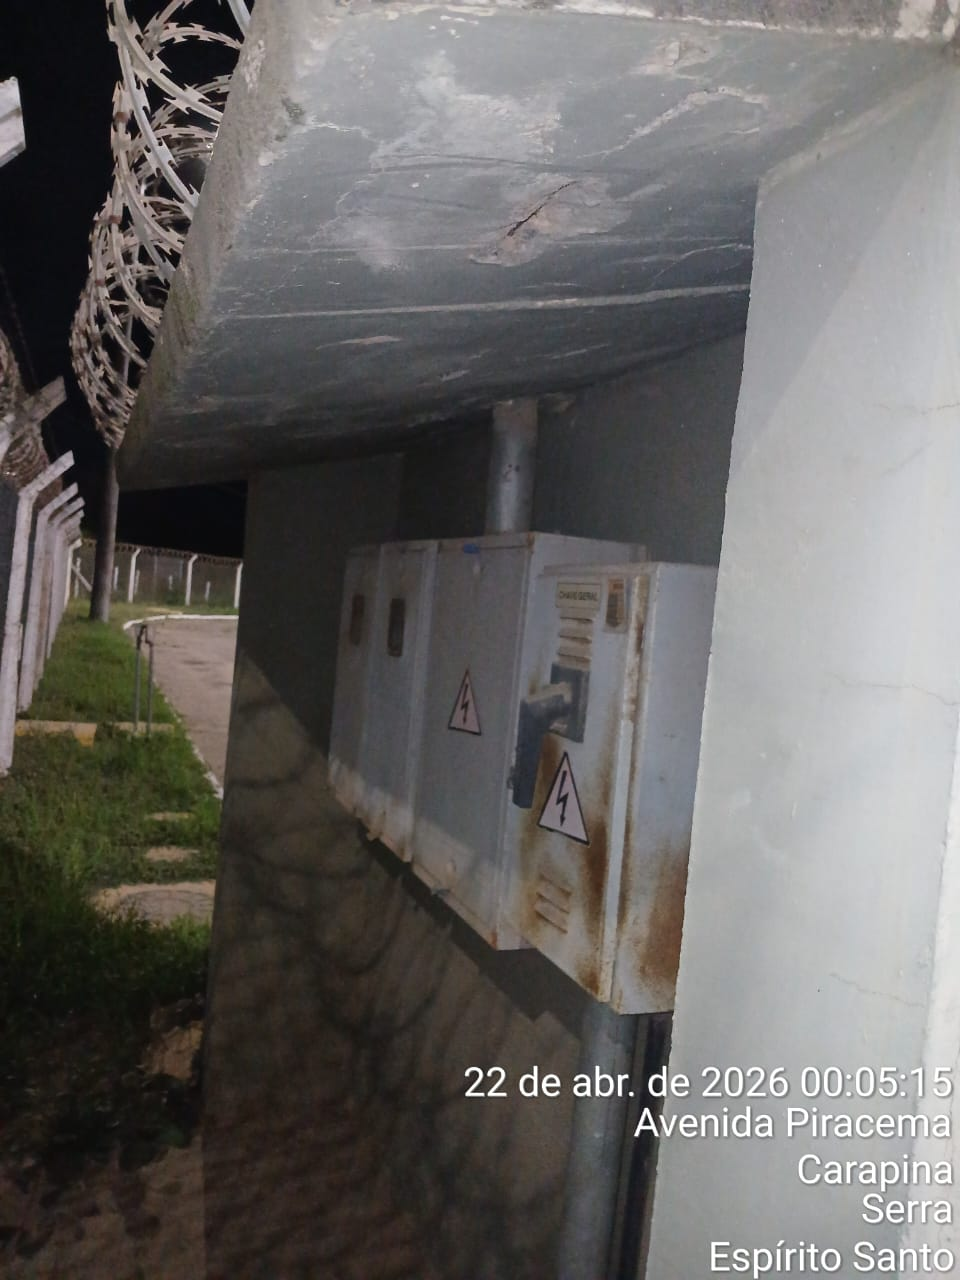 CHAVE GERAL
22 de abr. de 2026 00:05:15
Avenida Piracema
Carapina
Serra
Espírito Santo